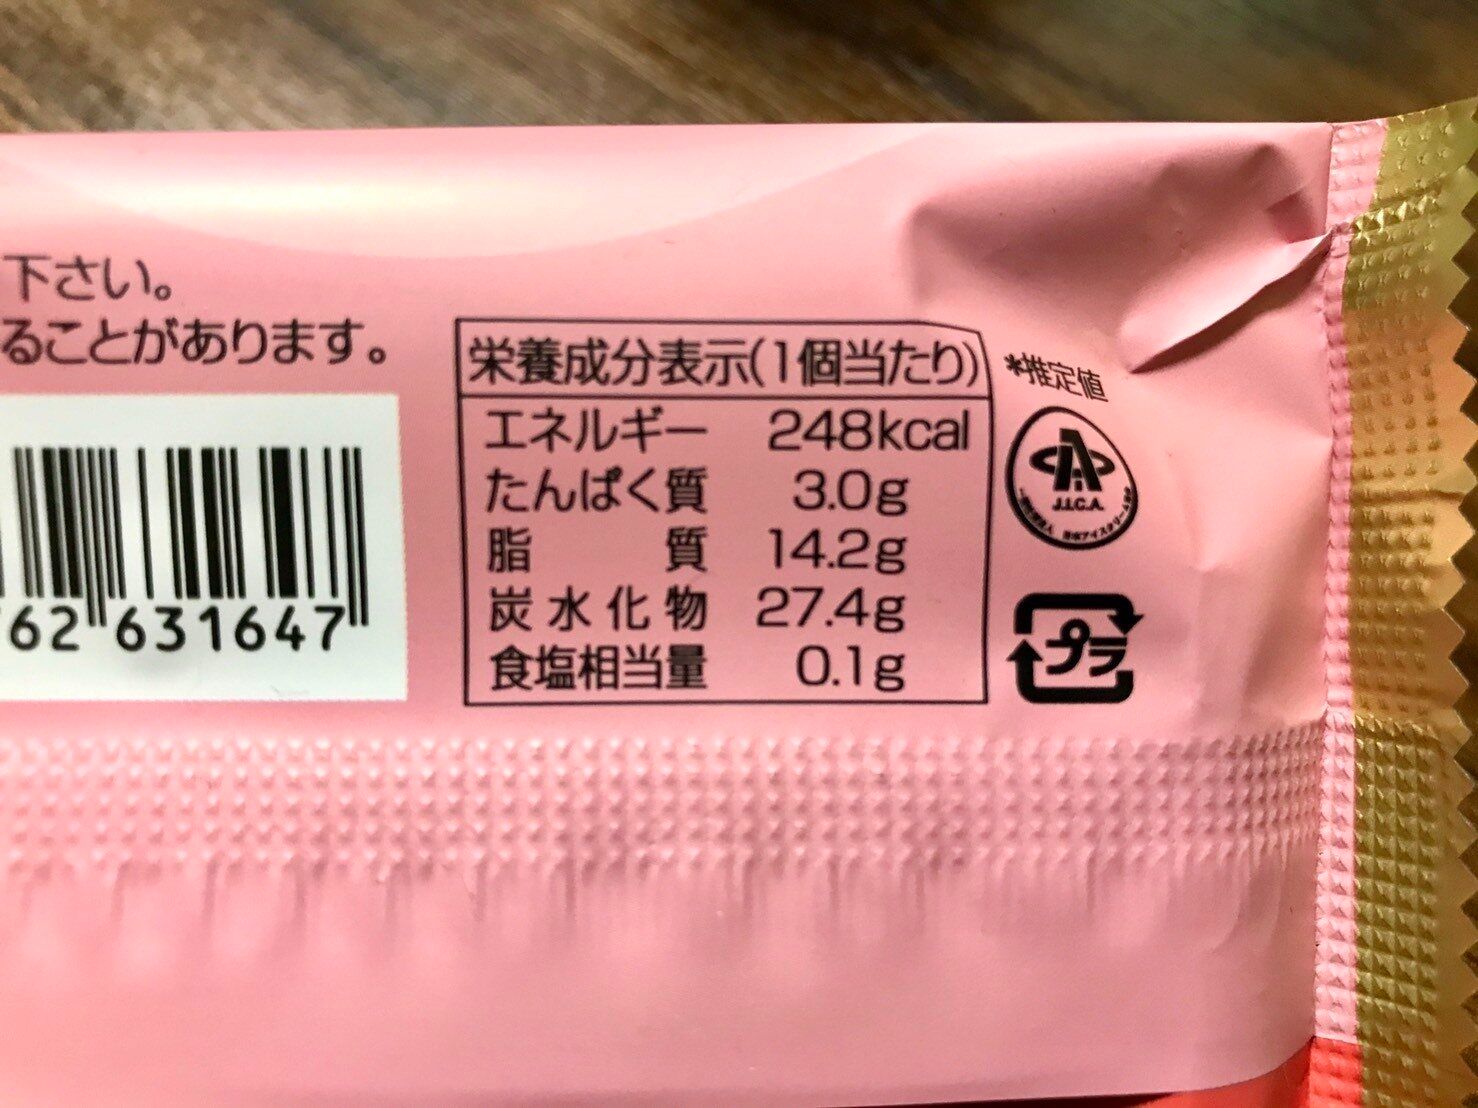 下さい。
ることがあります。
62 631647
栄養成分表示(1個当たり)
エネルギー 248kcal
たんぱく質 3.0g
脂質 14.2g
炭水化物 27.4g
食塩相当量 0.1g
*推定値
J.I.C.A.
プラ